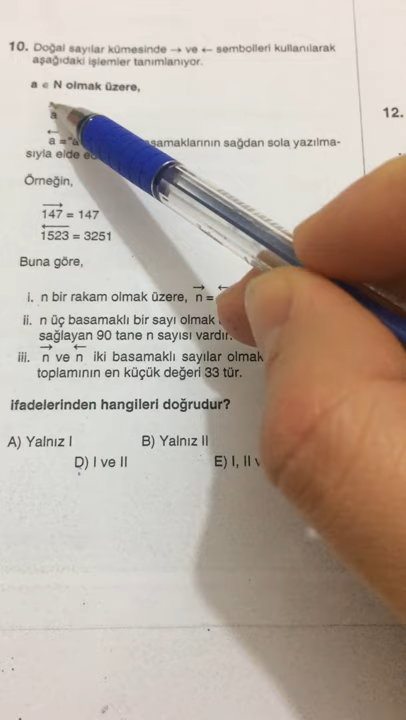 10. Doğal sayılar kümesinde → ve ← sembolleri kullanılarak
aşağıdaki işlemler tanımlanıyor.
a ∈ N olmak üzere,
a
a = "a basamaklarının sağdan sola yazılma-
sıyla elde
Örneğin,
147 = 147
1523 = 3251
Buna göre,
i. n bir rakam olmak üzere, n =
ii. n üç basamaklı bir sayı olmak
sağlayan 90 tane n sayısı vardır.
iii. n ve n iki basamaklı sayılar olmak
toplamının en küçük değeri 33 tür.
ifadelerinden hangileri doğrudur?
A) Yalnız I B) Yalnız II
D) I ve II E) I, II
12.